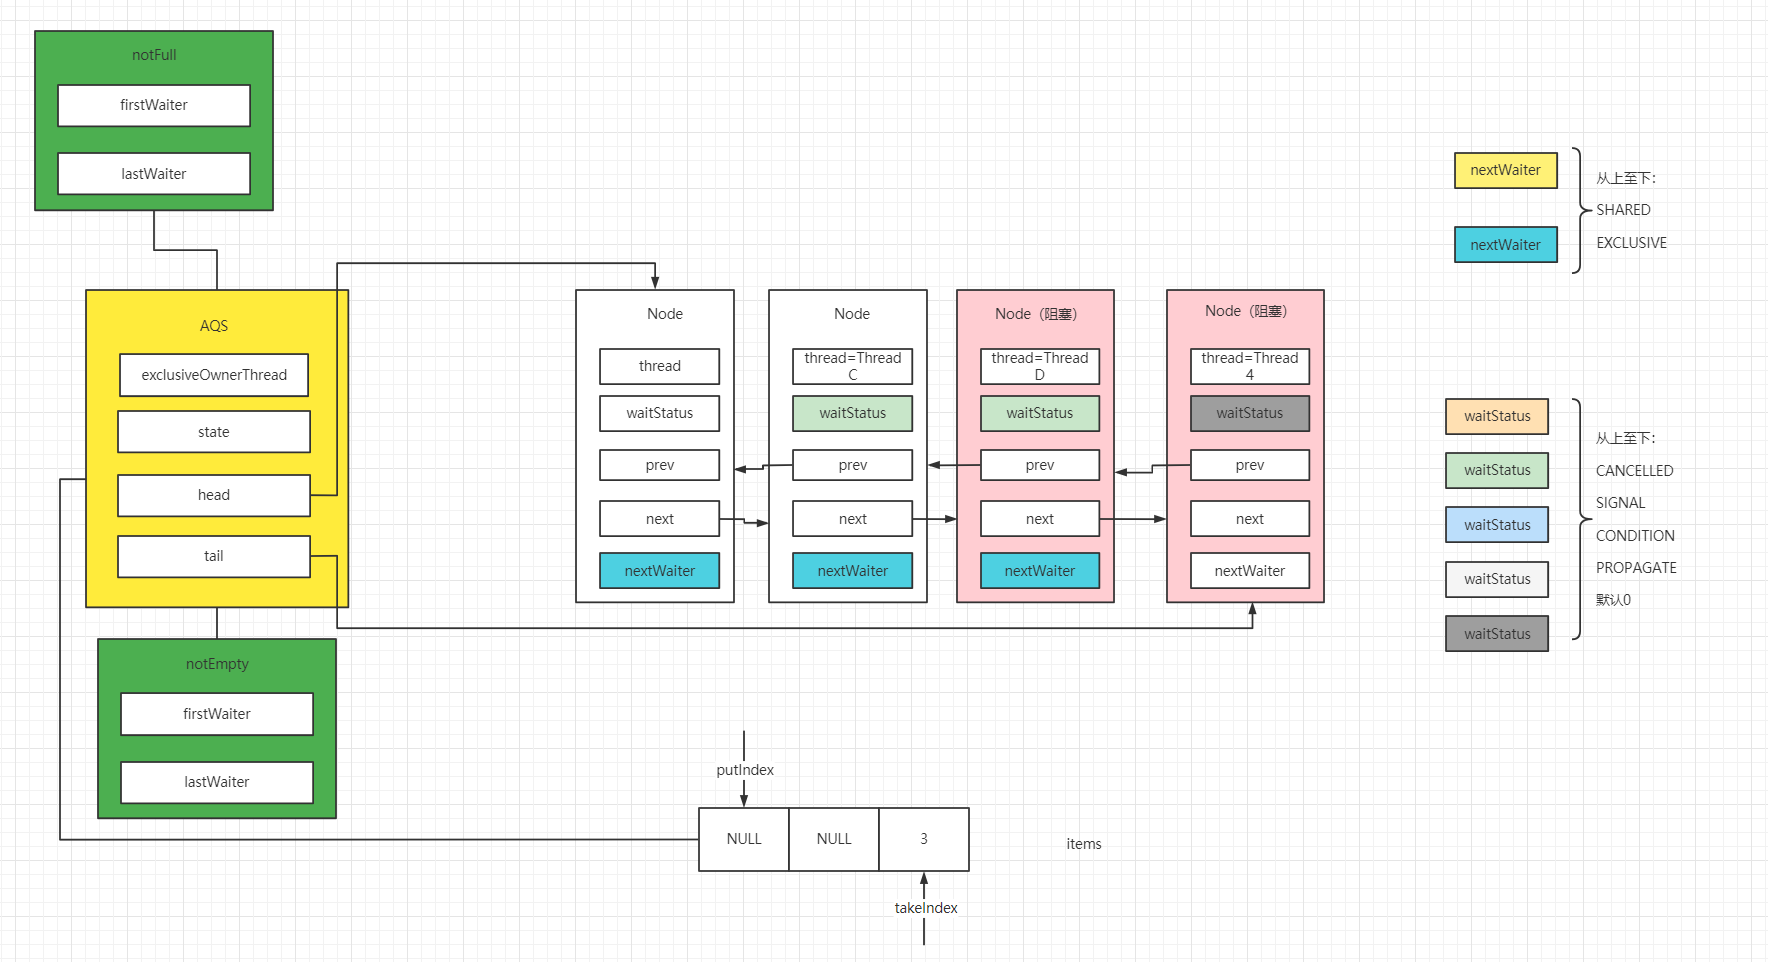 notFull
firstWaiter
lastWaiter
AQS
exclusiveOwnerThread
state
head
tail
notEmpty
firstWaiter
lastWaiter
Node
thread
waitStatus
prev
next
nextWaiter
Node
thread=Thread
C
waitStatus
prev
next
nextWaiter
Node（阻塞）
thread=Thread
D
waitStatus
prev
next
nextWaiter
Node（阻塞）
thread=Thread
4
waitStatus
prev
next
nextWaiter
nextWaiter
nextWaiter
从上至下：
SHARED
EXCLUSIVE
waitStatus
waitStatus
waitStatus
waitStatus
waitStatus
从上至下：
CANCELLED
SIGNAL
CONDITION
PROPAGATE
默认0
putIndex
NULL
NULL
3
items
takeIndex